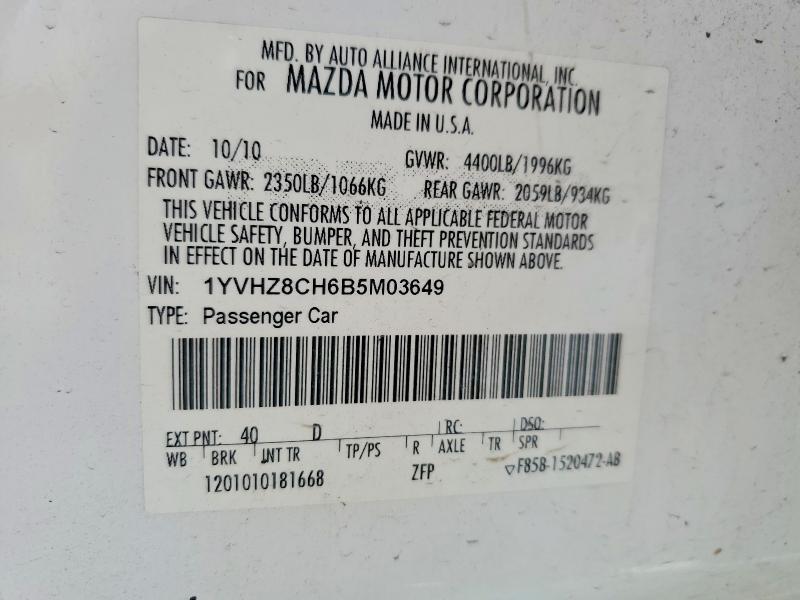 MFD. BY AUTO ALLIANCE INTERNATIONAL, INC.
FOR MAZDA MOTOR CORPORATION
MADE IN U.S.A.
DATE: 10/10 GVWR: 4400LB/1996KG
FRONT GAWR: 2350LB/1066KG REAR GAWR: 2059LB/934KG
THIS VEHICLE CONFORMS TO ALL APPLICABLE FEDERAL MOTOR
VEHICLE SAFETY, BUMPER, AND THEFT PREVENTION STANDARDS
IN EFFECT ON THE DATE OF MANUFACTURE SHOWN ABOVE.
VIN: 1YVHZ8CH6B5M03649
TYPE: Passenger Car
EXT PNT: 40 D RC: DSO:
WB BRK INT TR TP/PS R AXLE TR SPR
1201010181668 ZFP ▽F85B-1520472-AB